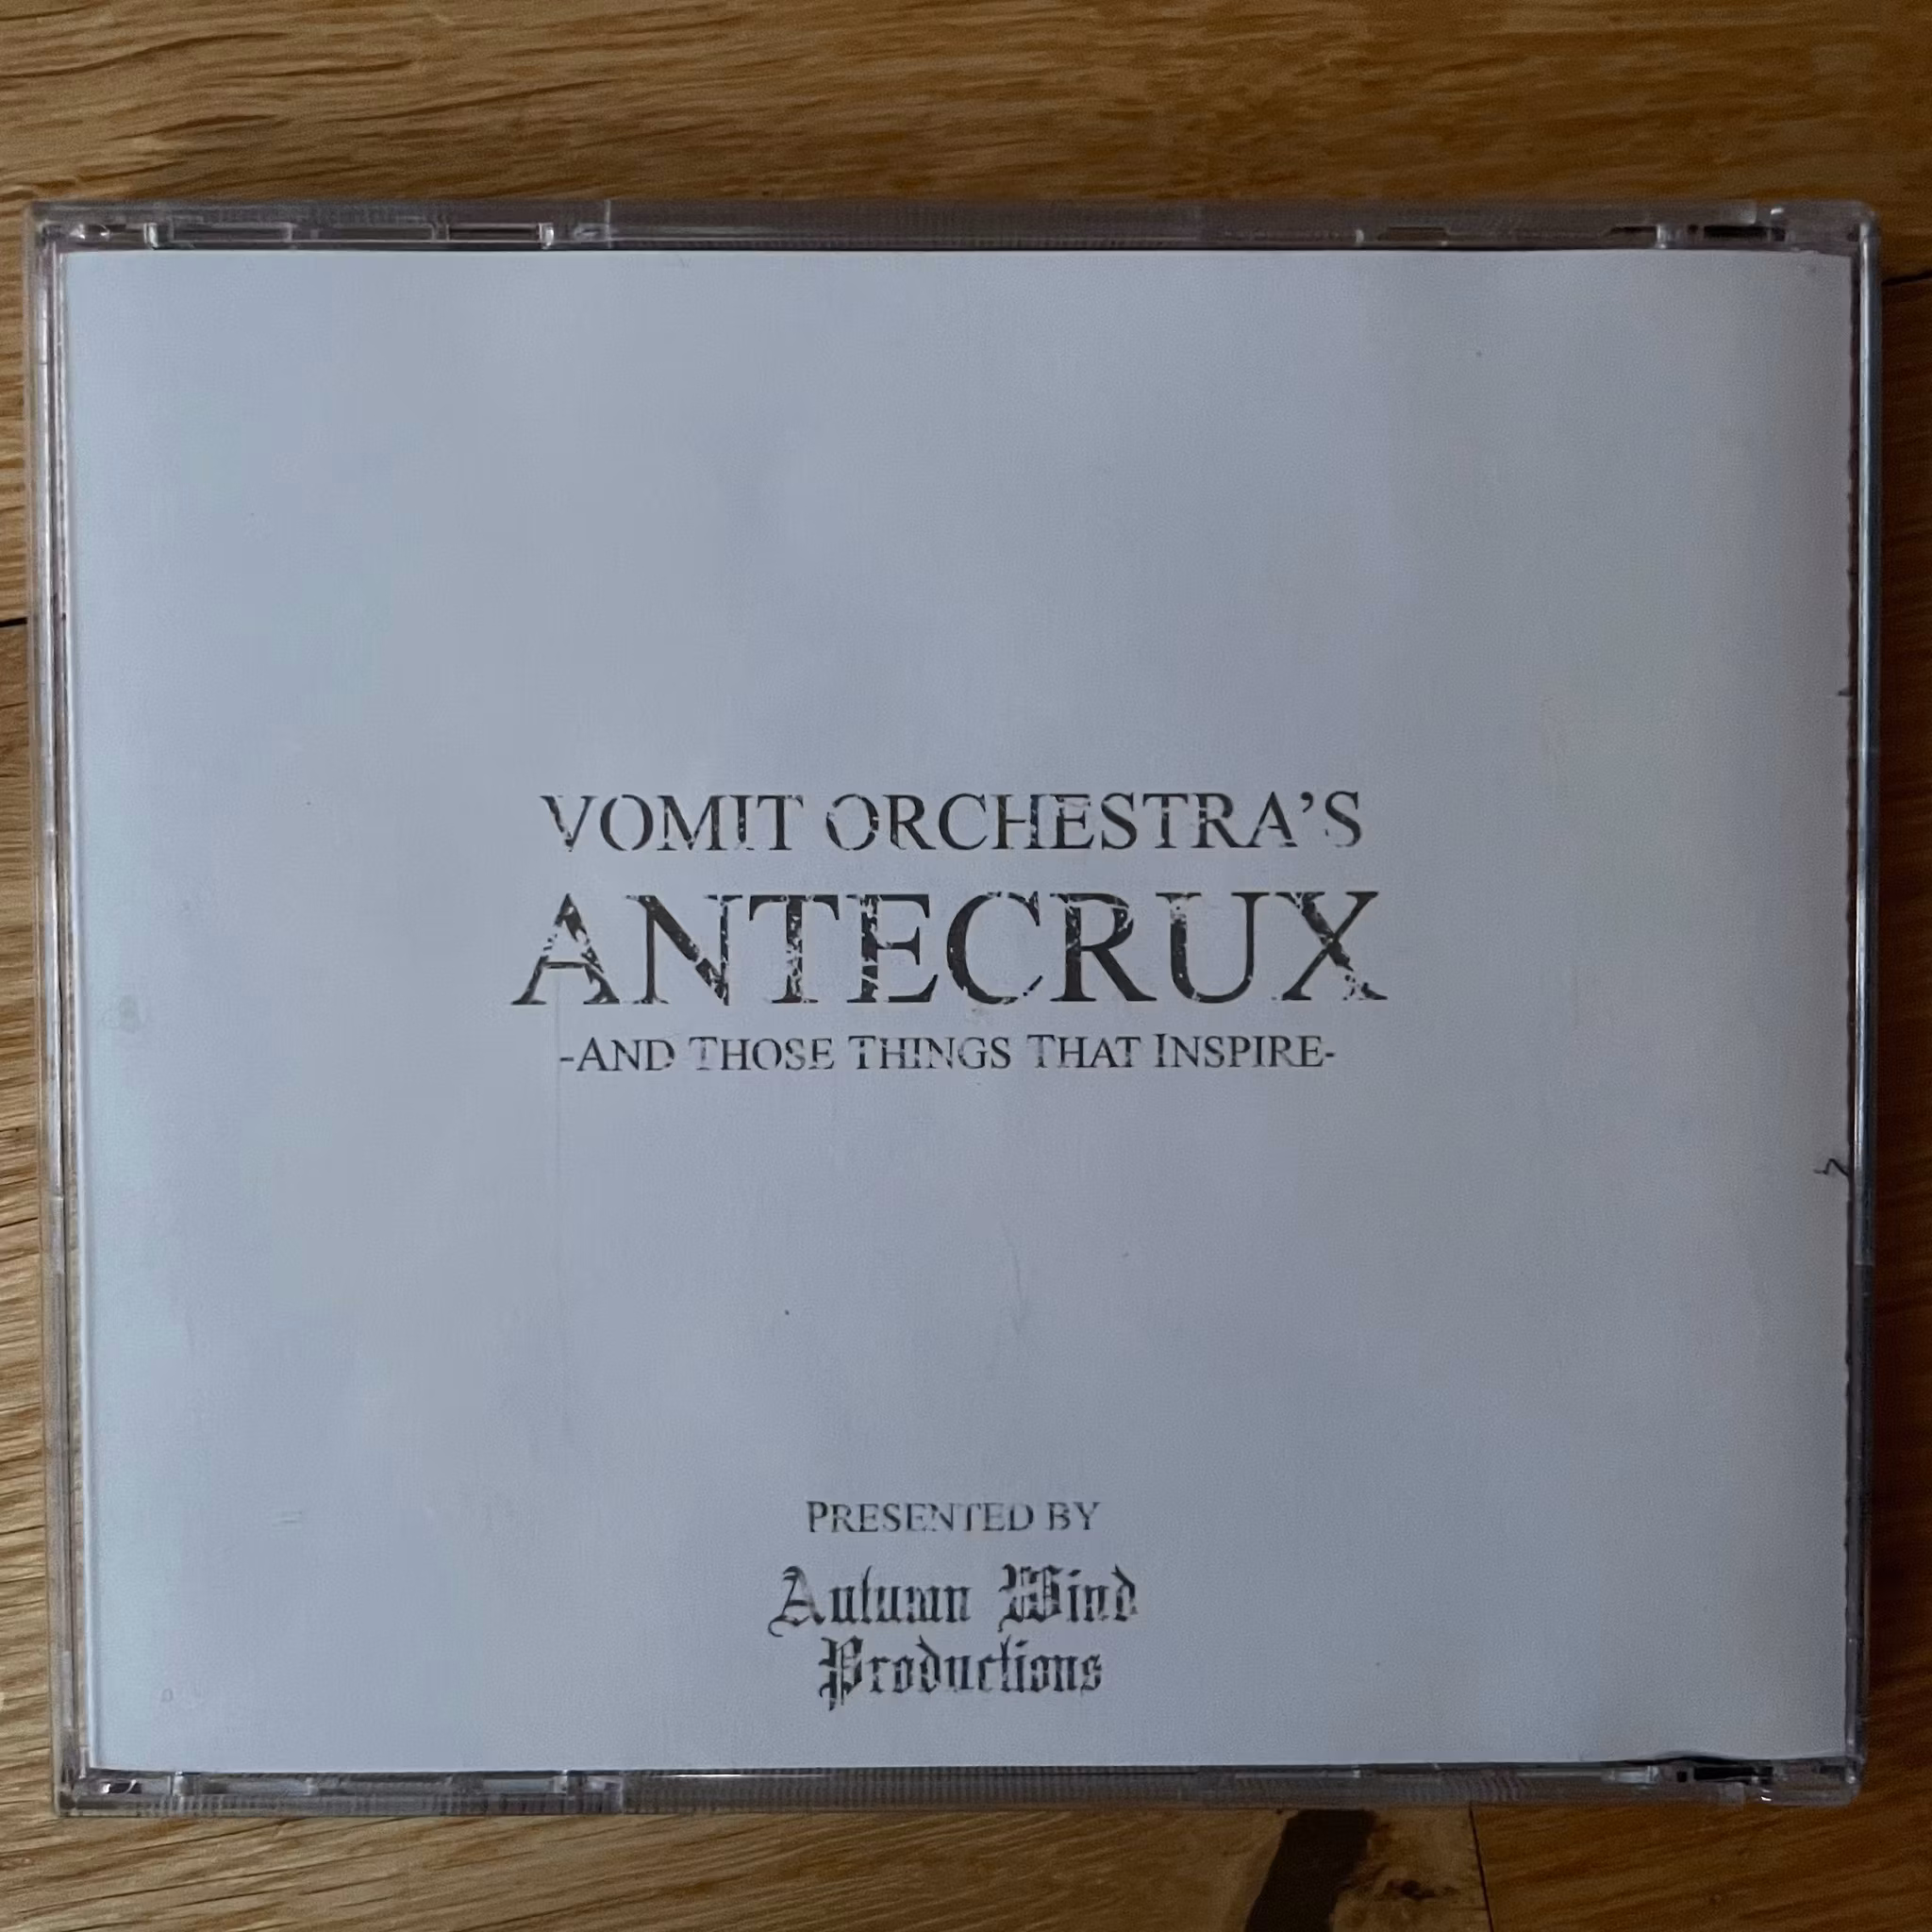 VOMIT ORCHESTRA'S
ANTECRUX
-AND THOSE THINGS THAT INSPIRE-
PRESENTED BY
Autumn Wind
Productions